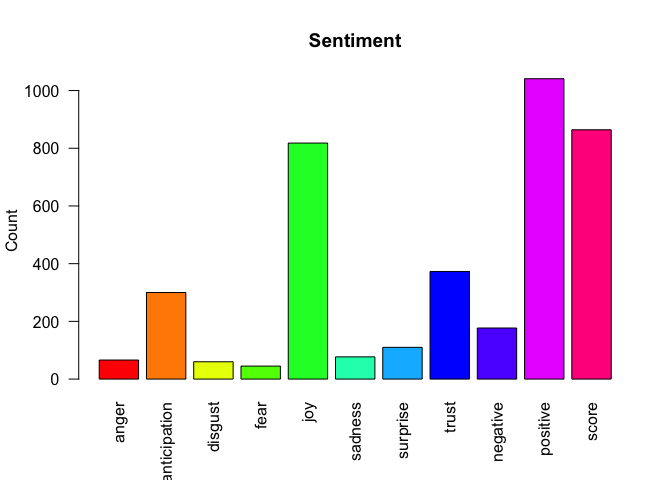 Sentiment
Count
1000
800
600
400
200
0
anger
anticipation
disgust
fear
joy
sadness
surprise
trust
negative
positive
score